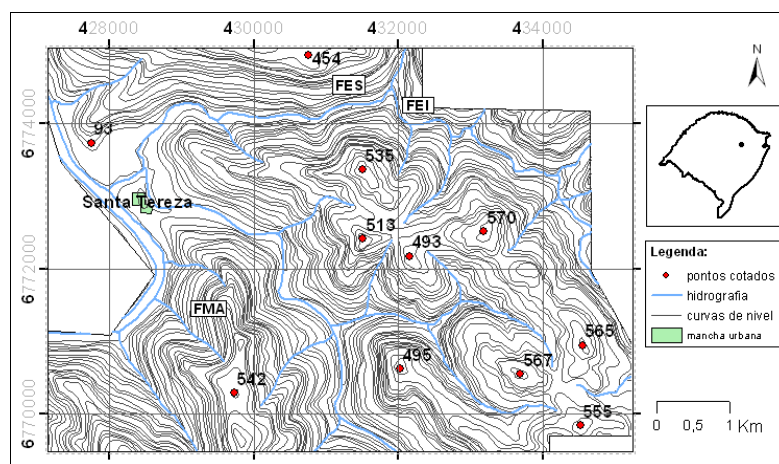 428000 430000 432000 434000
6774000
6772000
6770000
454
FES
FEI
93
535
Santa Tereza
513
493
570
FMA
565
495
567
542
555
N
Legenda:
pontos cotados
hidrografia
curvas de nivel
mancha urbana
0 0,5 1 Km